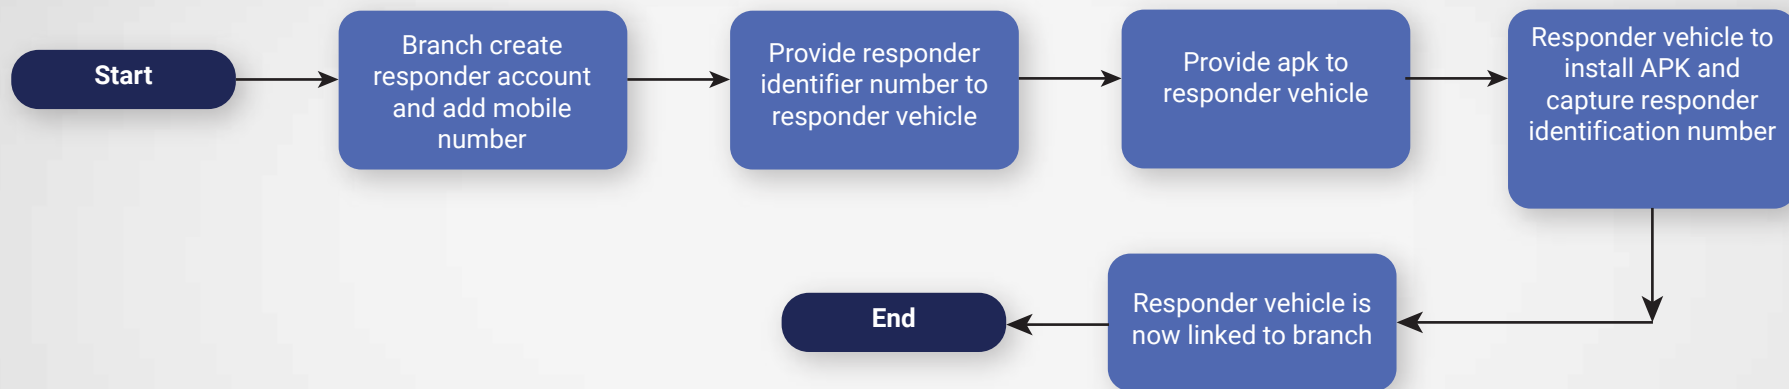 Start
Branch create
responder account
and add mobile
number
Provide responder
identifier number to
responder vehicle
Provide apk to
responder vehicle
Responder vehicle to
install APK and
capture responder
identification number
Responder vehicle is
now linked to branch
End